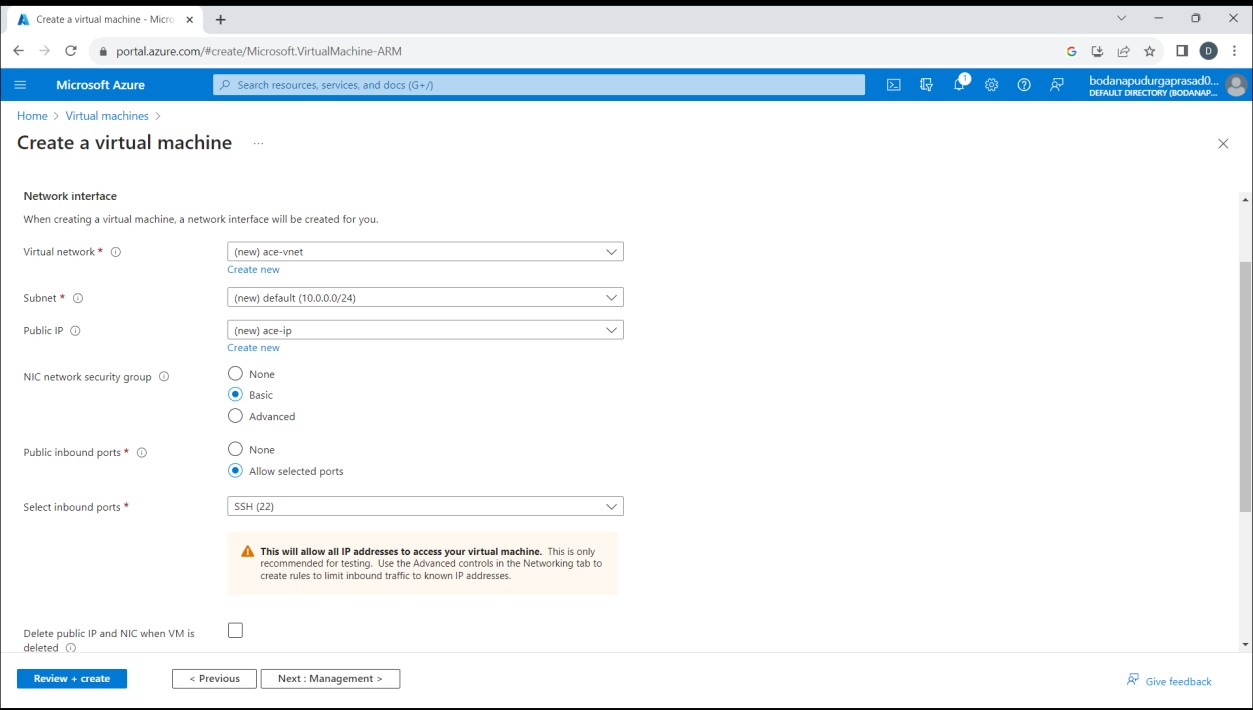 Create a virtual machine - Micro
portal.azure.com/#create/Microsoft.VirtualMachine-ARM
D
Microsoft Azure
Search resources, services, and docs (G+/)
1
bodanapudurgaprasad0...
DEFAULT DIRECTORY (BODANAP...
Home > Virtual machines >
Create a virtual machine ...
Network interface
When creating a virtual machine, a network interface will be created for you.
Virtual network *
(new) ace-vnet
Create new
Subnet *
(new) default (10.0.0.0/24)
Public IP
(new) ace-ip
Create new
NIC network security group
None
Basic
Advanced
Public inbound ports *
None
Allow selected ports
Select inbound ports *
SSH (22)
This will allow all IP addresses to access your virtual machine. This is only
recommended for testing. Use the Advanced controls in the Networking tab to
create rules to limit inbound traffic to known IP addresses.
Delete public IP and NIC when VM is
deleted
Review + create
< Previous
Next : Management >
Give feedback